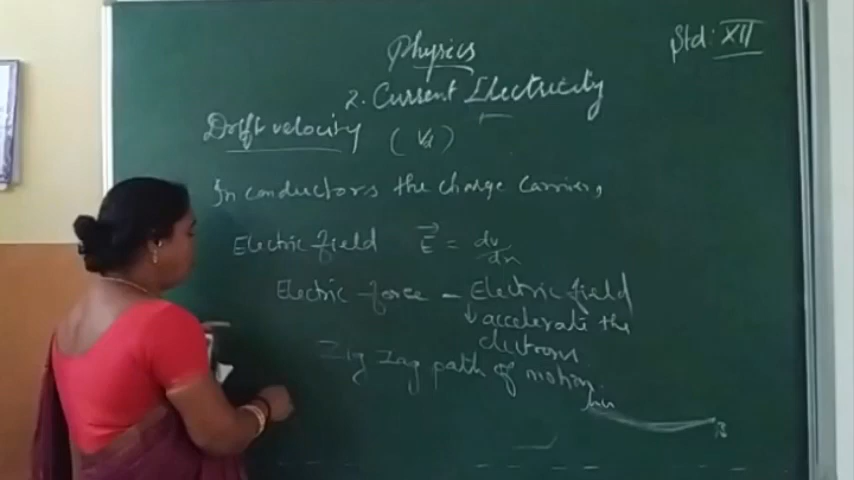 Physics
Std: XII
2. Current Electricity
Drift velocity (Vd)
In conductors the charge carriers
Electric field E⃗ = dv/dx
Electric force – Electric field
↓ accelerate the
electrons
Zig Zag path of motion.
B